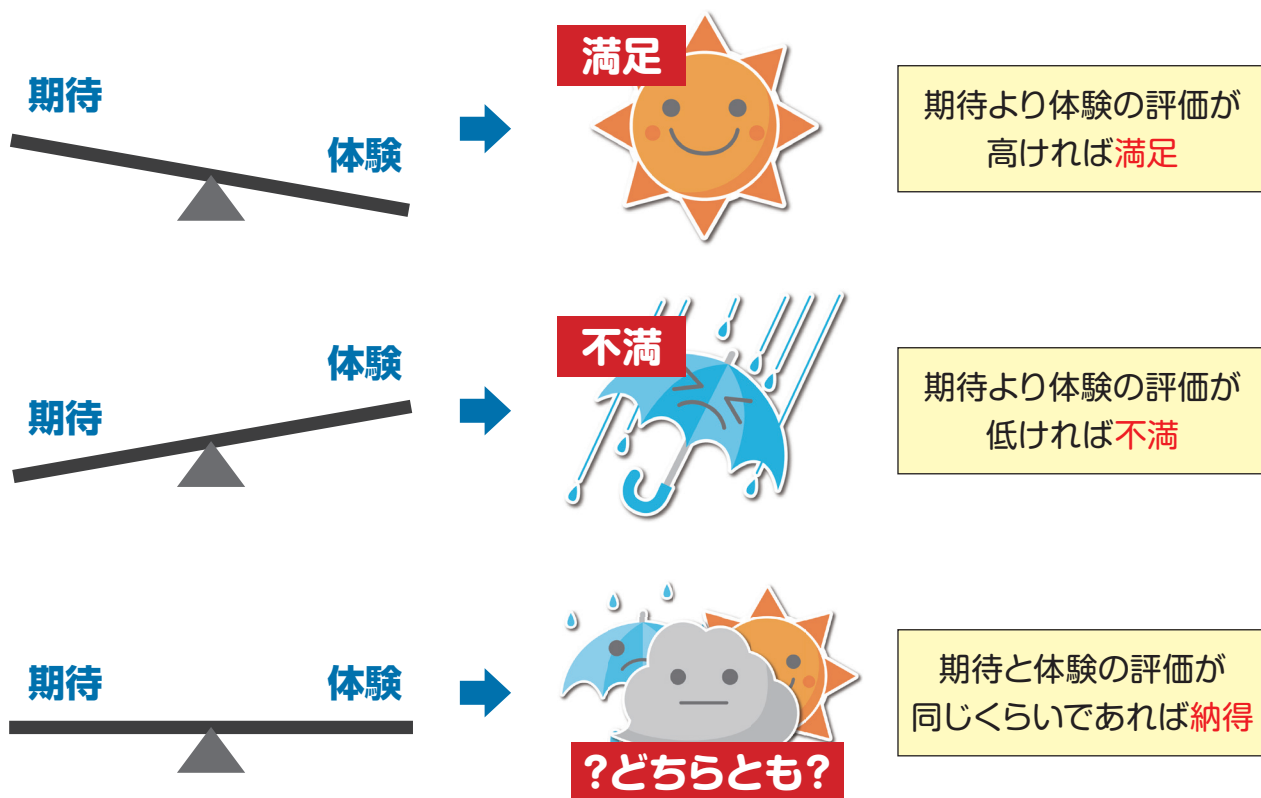 期待
体験
満足
期待より体験の評価が
高ければ満足
体験
期待
不満
期待より体験の評価が
低ければ不満
期待
体験
?どちらとも?
期待と体験の評価が
同じくらいであれば納得